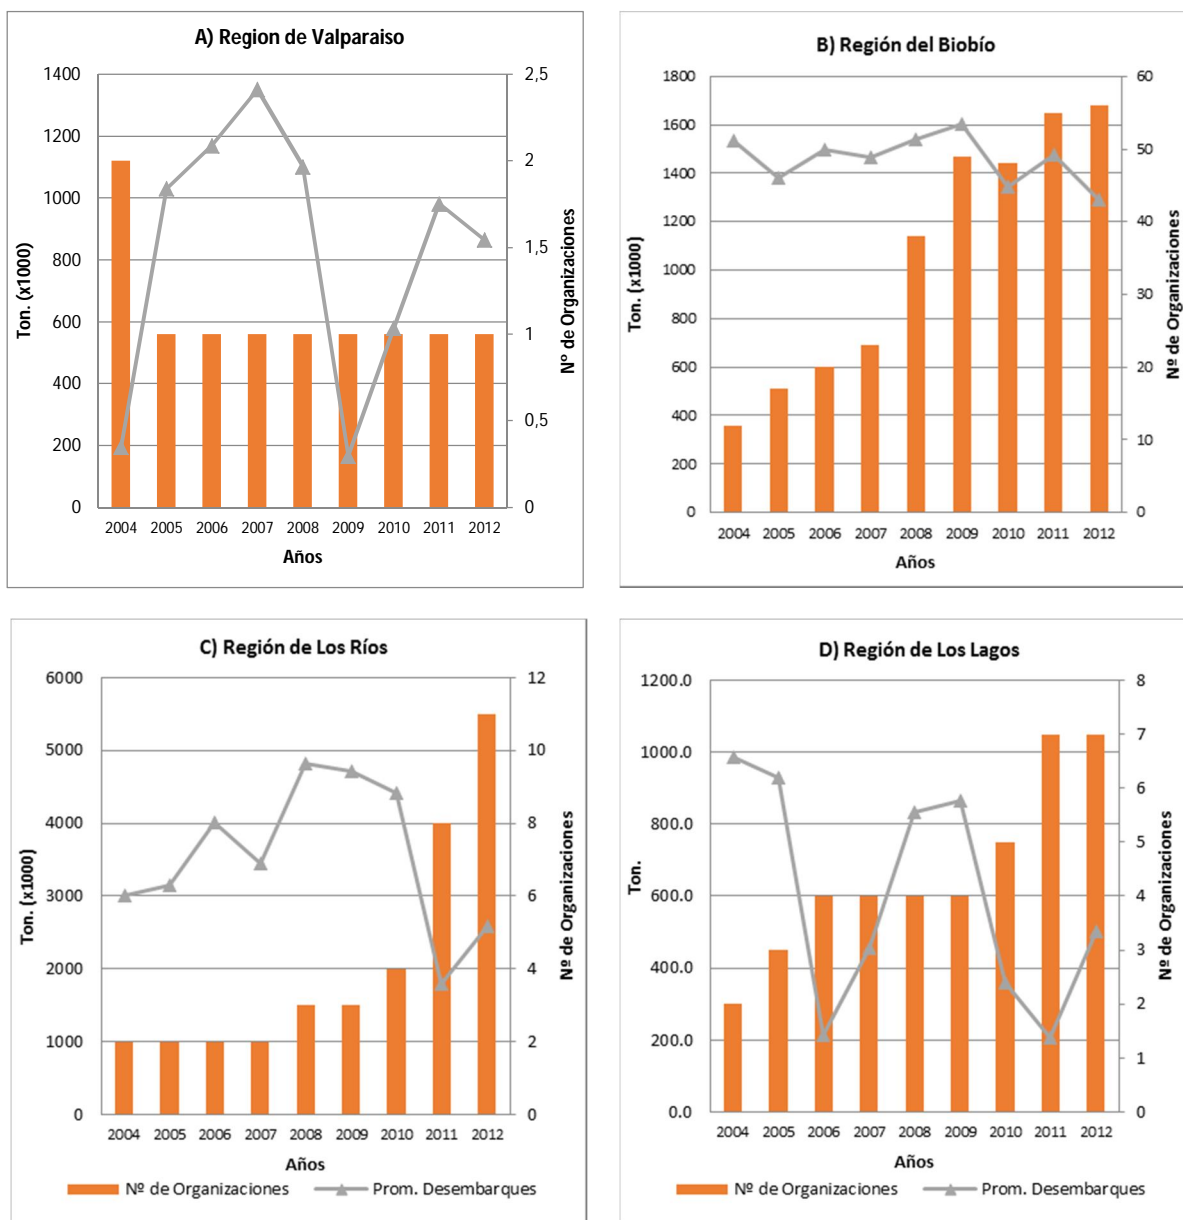 A) Region de Valparaiso
Ton. (x1000)
1400
1200
1000
800
600
400
200
0
2,5
2
1,5
1
0,5
0
Nº de Organizaciones
2004 2005 2006 2007 2008 2009 2010 2011 2012
Años
B) Región del Biobío
Ton. (x1000)
1800
1600
1400
1200
1000
800
600
400
200
0
60
50
40
30
20
10
0
Nº de Organizaciones
2004 2005 2006 2007 2008 2009 2010 2011 2012
Años
C) Región de Los Ríos
Ton. (x1000)
6000
5000
4000
3000
2000
1000
0
12
10
8
6
4
2
0
Nº de Organizaciones
2004 2005 2006 2007 2008 2009 2010 2011 2012
Años
Nº de Organizaciones Prom. Desembarques
D) Región de Los Lagos
Ton.
1200.0
1000.0
800.0
600.0
400.0
200.0
0.0
8
7
6
5
4
3
2
1
0
Nº de Organizaciones
2004 2005 2006 2007 2008 2009 2010 2011 2012
Años
Nº de Organizaciones Prom. Desembarques